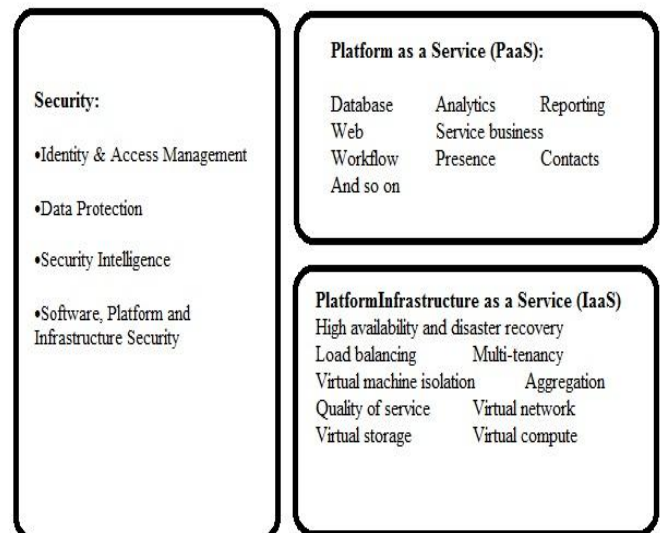 Security:
•Identity & Access Management
•Data Protection
•Security Intelligence
•Software, Platform and
Infrastructure Security
Platform as a Service (PaaS):
Database Analytics Reporting
Web Service business
Workflow Presence Contacts
And so on
PlatformInfrastructure as a Service (IaaS)
High availability and disaster recovery
Load balancing Multi-tenancy
Virtual machine isolation Aggregation
Quality of service Virtual network
Virtual storage Virtual compute